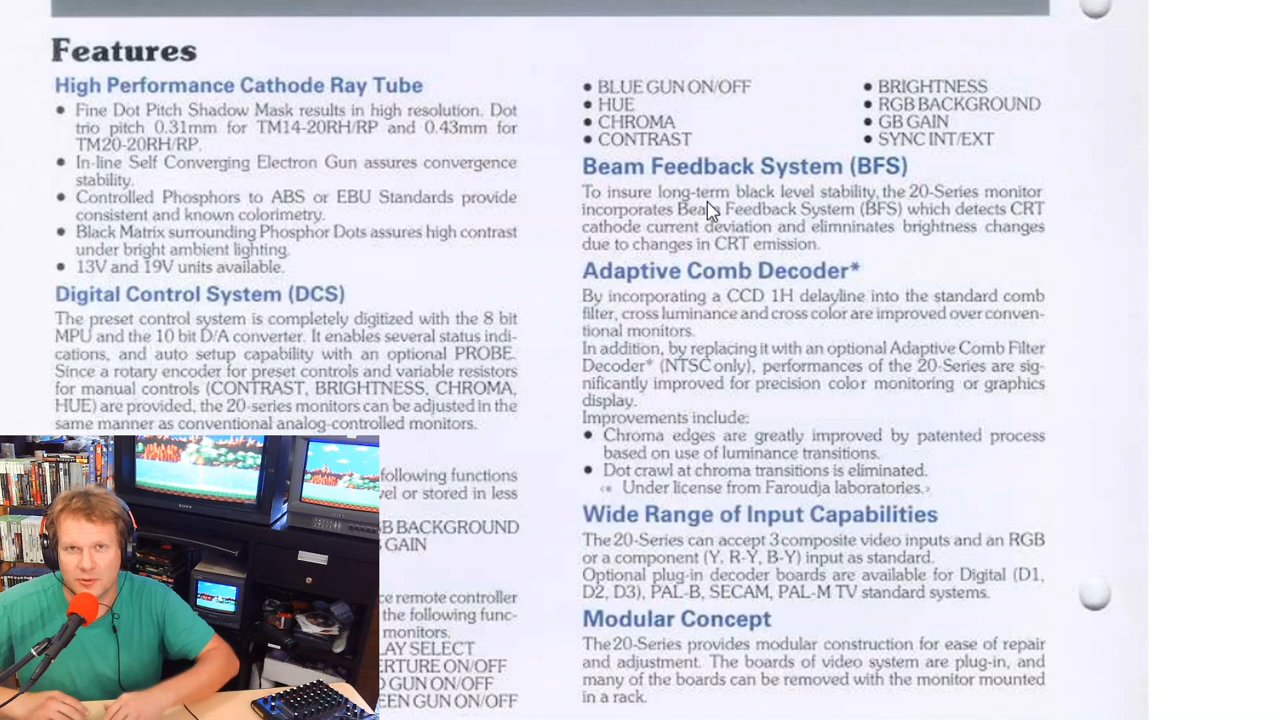 Features
High Performance Cathode Ray Tube
• Fine Dot Pitch Shadow Mask results in high resolution. Dot
trio pitch 0.31mm for TM14-20RH/RP and 0.43mm for
TM20-20RH/RP.
• In-line Self Converging Electron Gun assures convergence
stability.
• Controlled Phosphors to ABS or EBU Standards provide
consistent and known colorimetry.
• Black Matrix surrounding Phosphor Dots assures high contrast
under bright ambient lighting.
• 13V and 19V units available.
Digital Control System (DCS)
The preset control system is completely digitized with the 8 bit
MPU and the 10 bit D/A converter. It enables several status indi-
cations, and auto setup capability with an optional PROBE.
Since a rotary encoder for preset controls and variable resistors
for manual controls (CONTRAST, BRIGHTNESS, CHROMA,
HUE) are provided, the 20-series monitors can be adjusted in the
same manner as conventional analog-controlled monitors.
following functions
or stored in less
BACKGROUND
GAIN
remote controller
the following func-
monitors.
SELECT
ON/OFF
GUN ON/OFF
GUN ON/OFF
• BLUE GUN ON/OFF
• HUE
• CHROMA
• CONTRAST
• BRIGHTNESS
• RGB BACKGROUND
• GB GAIN
• SYNC INT/EXT
Beam Feedback System (BFS)
To insure long-term black level stability, the 20-Series monitor
incorporates Beam Feedback System (BFS) which detects CRT
cathode current deviation and elimninates brightness changes
due to changes in CRT emission.
Adaptive Comb Decoder*
By incorporating a CCD 1H delayline into the standard comb
filter, cross luminance and cross color are improved over conven-
tional monitors.
In addition, by replacing it with an optional Adaptive Comb Filter
Decoder* (NTSC only), performances of the 20-Series are sig-
nificantly improved for precision color monitoring or graphics
display.
Improvements include:
• Chroma edges are greatly improved by patented process
based on use of luminance transitions.
• Dot crawl at chroma transitions is eliminated.
Under license from Faroudja laboratories.
Wide Range of Input Capabilities
The 20-Series can accept 3 composite video inputs and an RGB
or a component (Y, R-Y, B-Y) input as standard.
Optional plug-in decoder boards are available for Digital (D1,
D2, D3), PAL-B, SECAM, PAL-M TV standard systems.
Modular Concept
The 20-Series provides modular construction for ease of repair
and adjustment. The boards of video system are plug-in, and
many of the boards can be removed with the monitor mounted
in a rack.
SONY